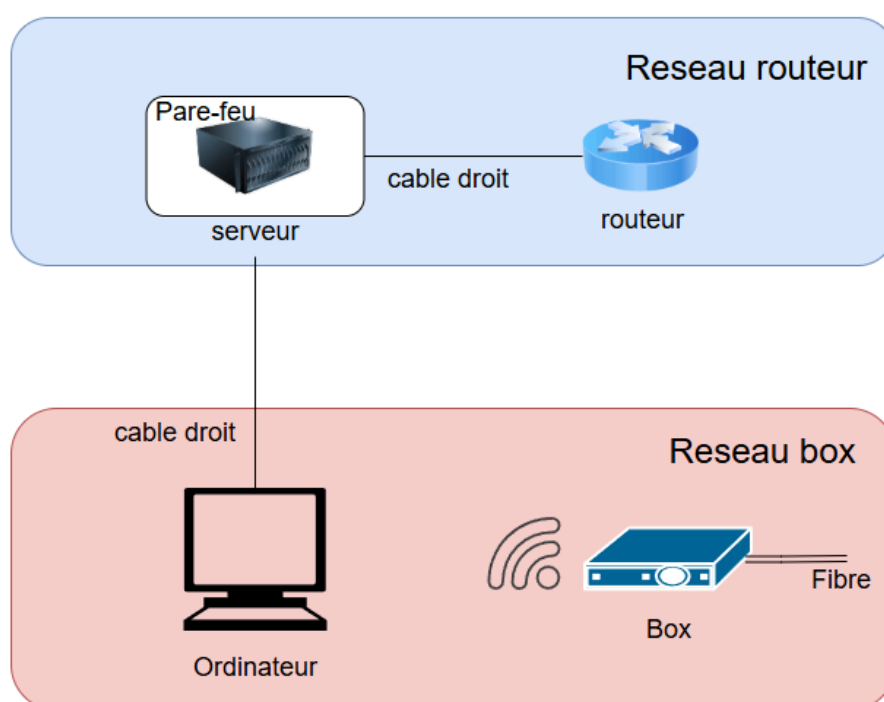 Reseau routeur
Pare-feu
cable droit
serveur
routeur
cable droit
Reseau box
Fibre
Box
Ordinateur